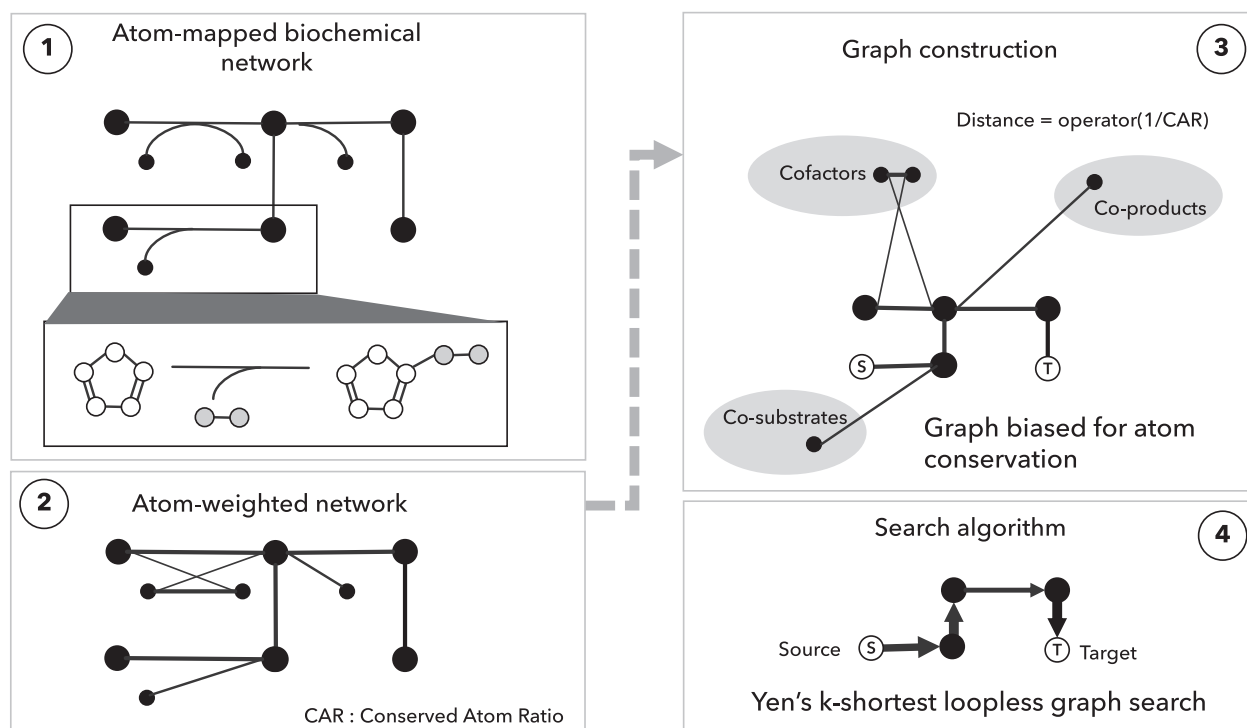 1
Atom-mapped biochemical
network
2
Atom-weighted network
CAR : Conserved Atom Ratio
3
Graph construction
Distance = operator(1/CAR)
Cofactors
Co-products
S
T
Co-substrates
Graph biased for atom
conservation
4
Search algorithm
Source S
T Target
Yen's k-shortest loopless graph search